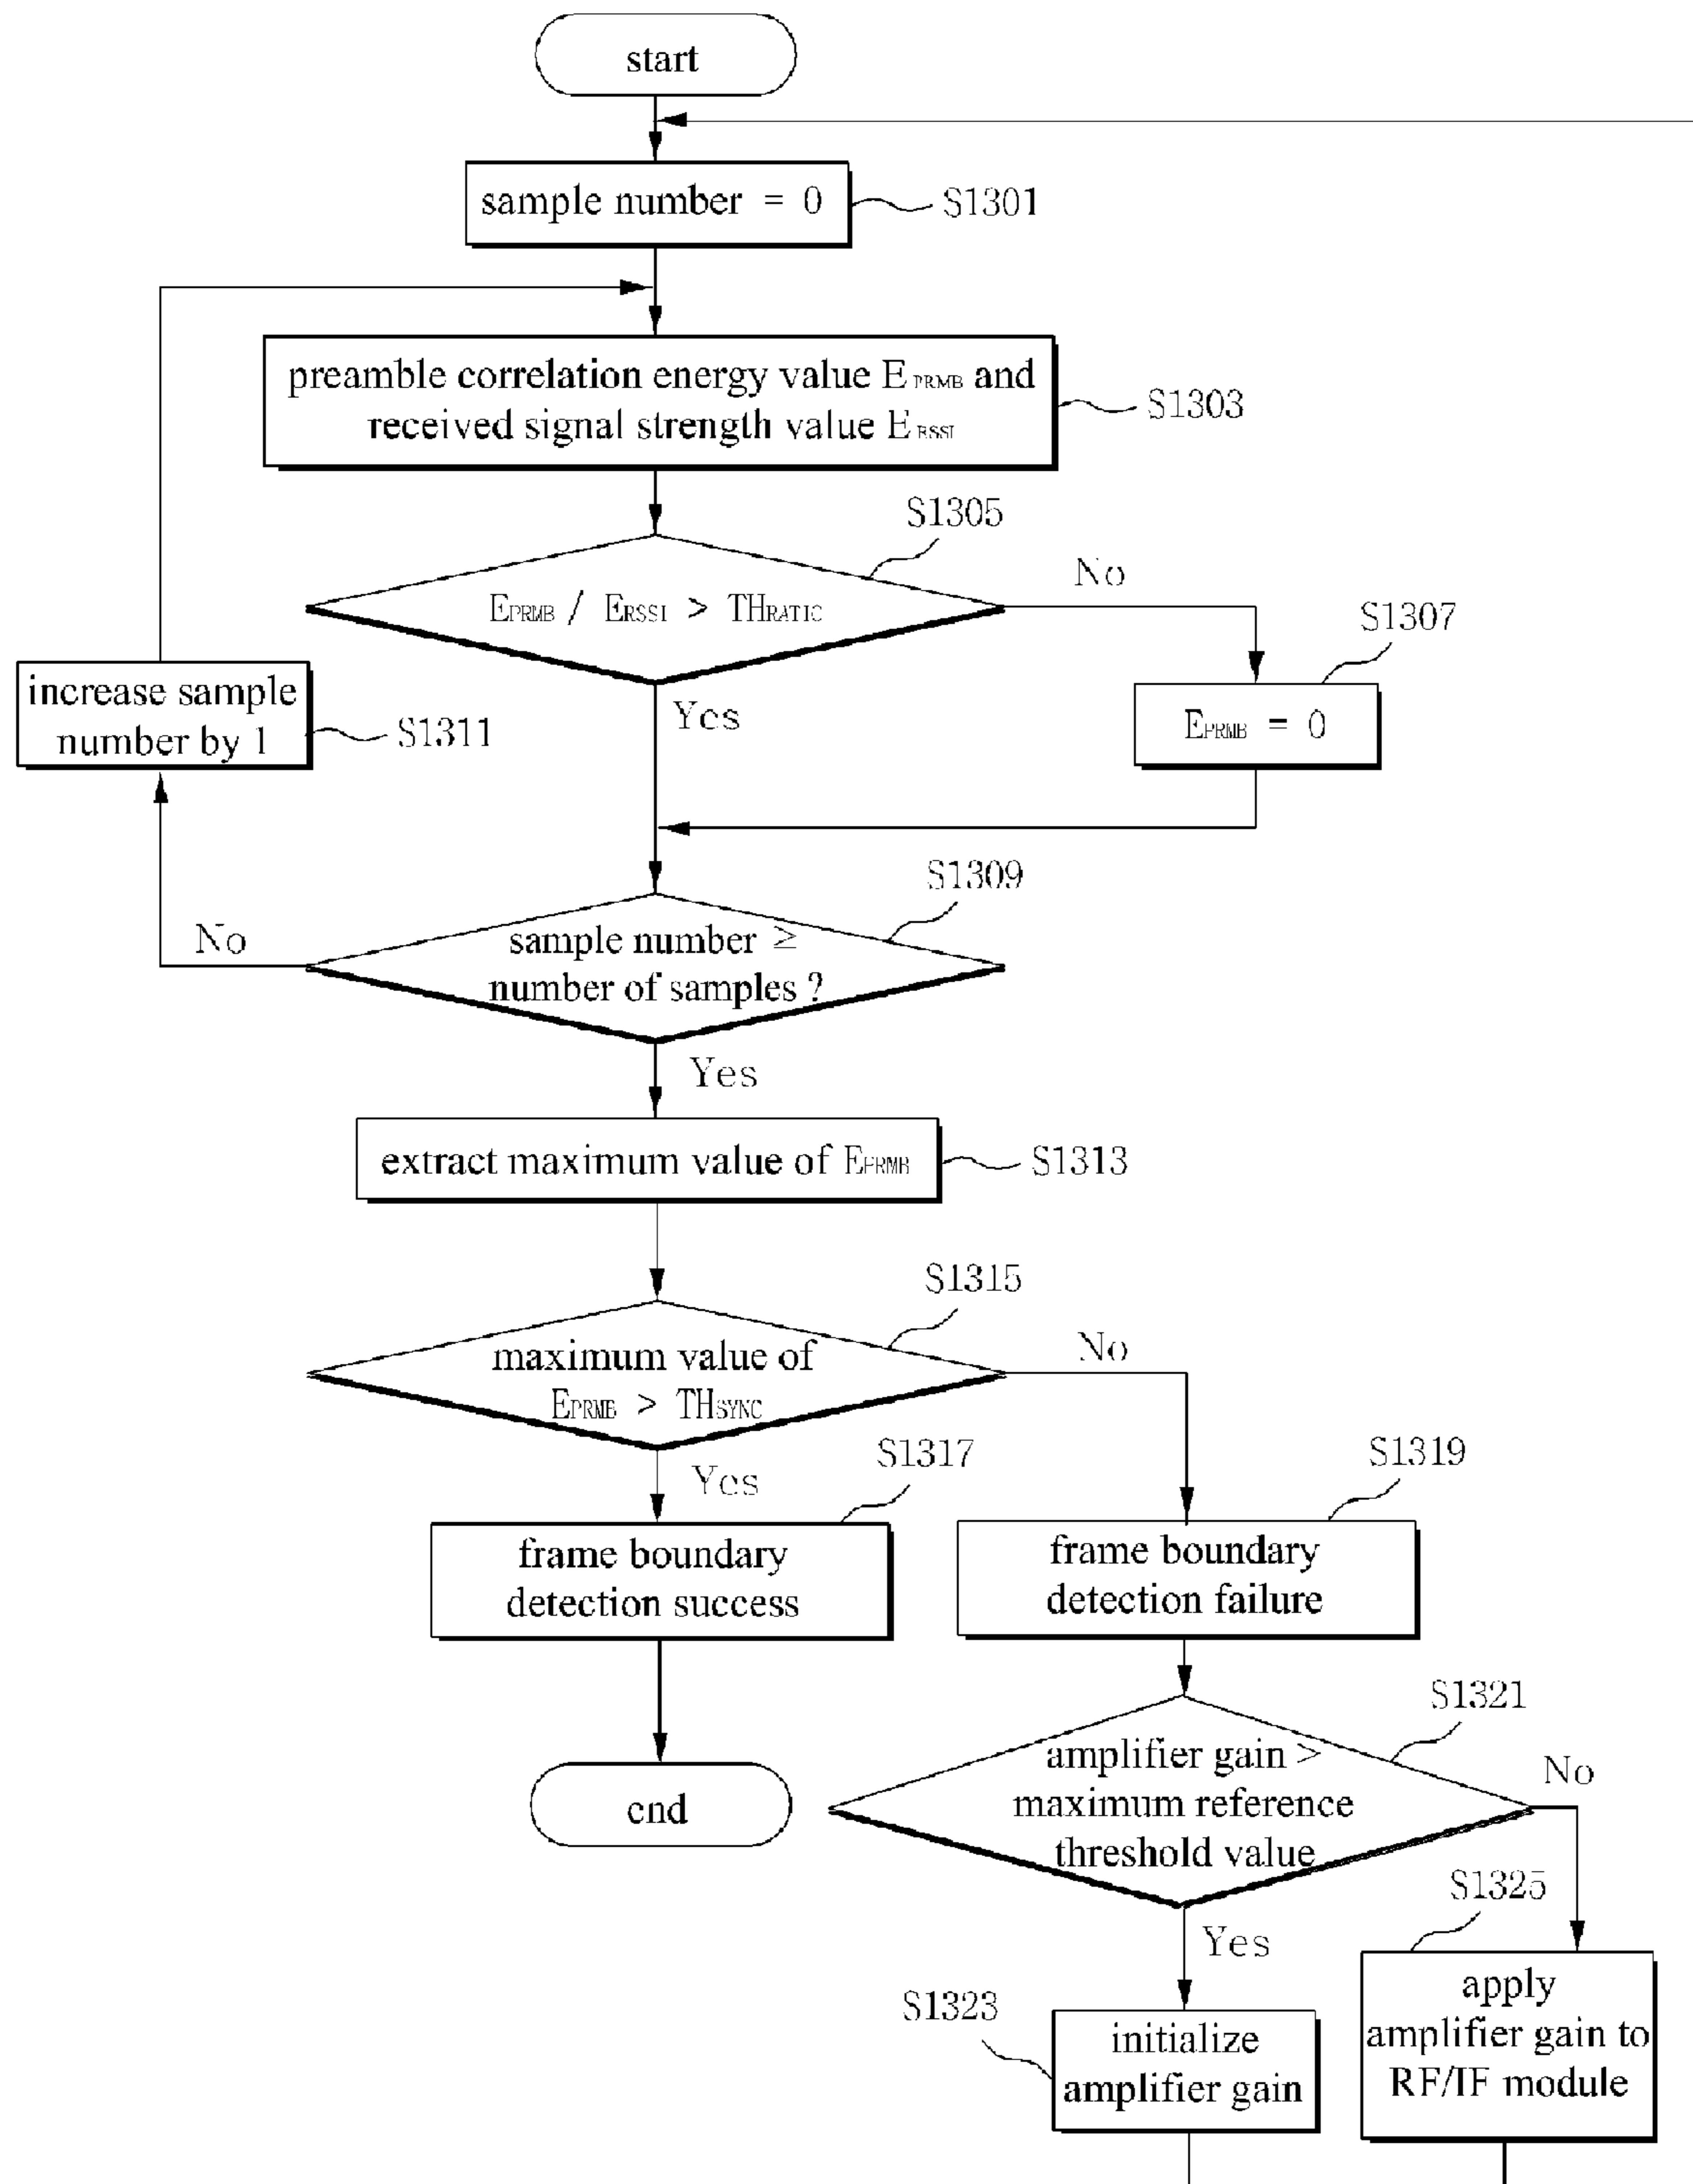 start
sample number = 0
S1301
preamble correlation energy value EPRMB and
received signal strength value ERSSI
S1303
S1305
EPRMB / ERSSI > THRATIO
No
S1307
Yes
EPRMB = 0
increase sample
number by 1
S1311
S1309
No
sample number ≥
number of samples ?
Yes
extract maximum value of EPRMB
S1313
S1315
maximum value of
EPRMB > THSYNC
No
Yes
S1317
S1319
frame boundary
detection success
frame boundary
detection failure
S1321
amplifier gain >
maximum reference
threshold value
No
end
S1325
Yes
S1323
initialize
amplifier gain
apply
amplifier gain to
RF/IF module